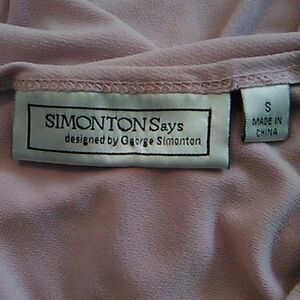 SIMONTON Says
designed by George Simonton
S
MADE IN
CHINA